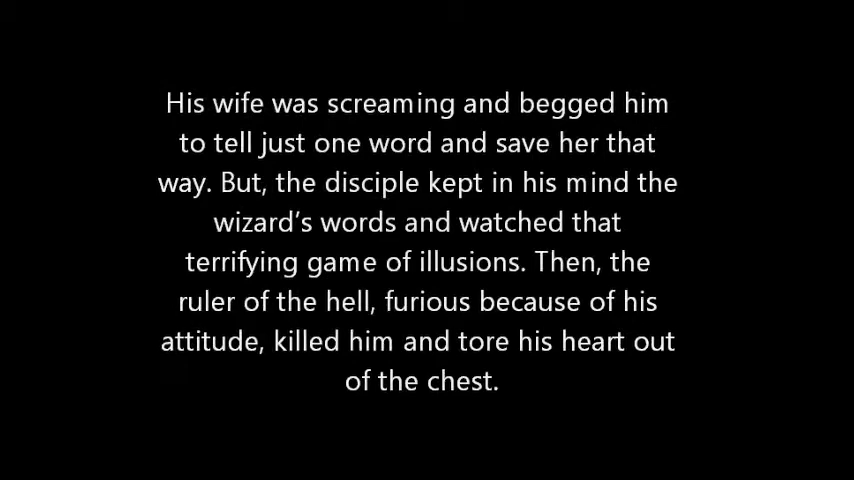 His wife was screaming and begged him
to tell just one word and save her that
way. But, the disciple kept in his mind the
wizard’s words and watched that
terrifying game of illusions. Then, the
ruler of the hell, furious because of his
attitude, killed him and tore his heart out
of the chest.